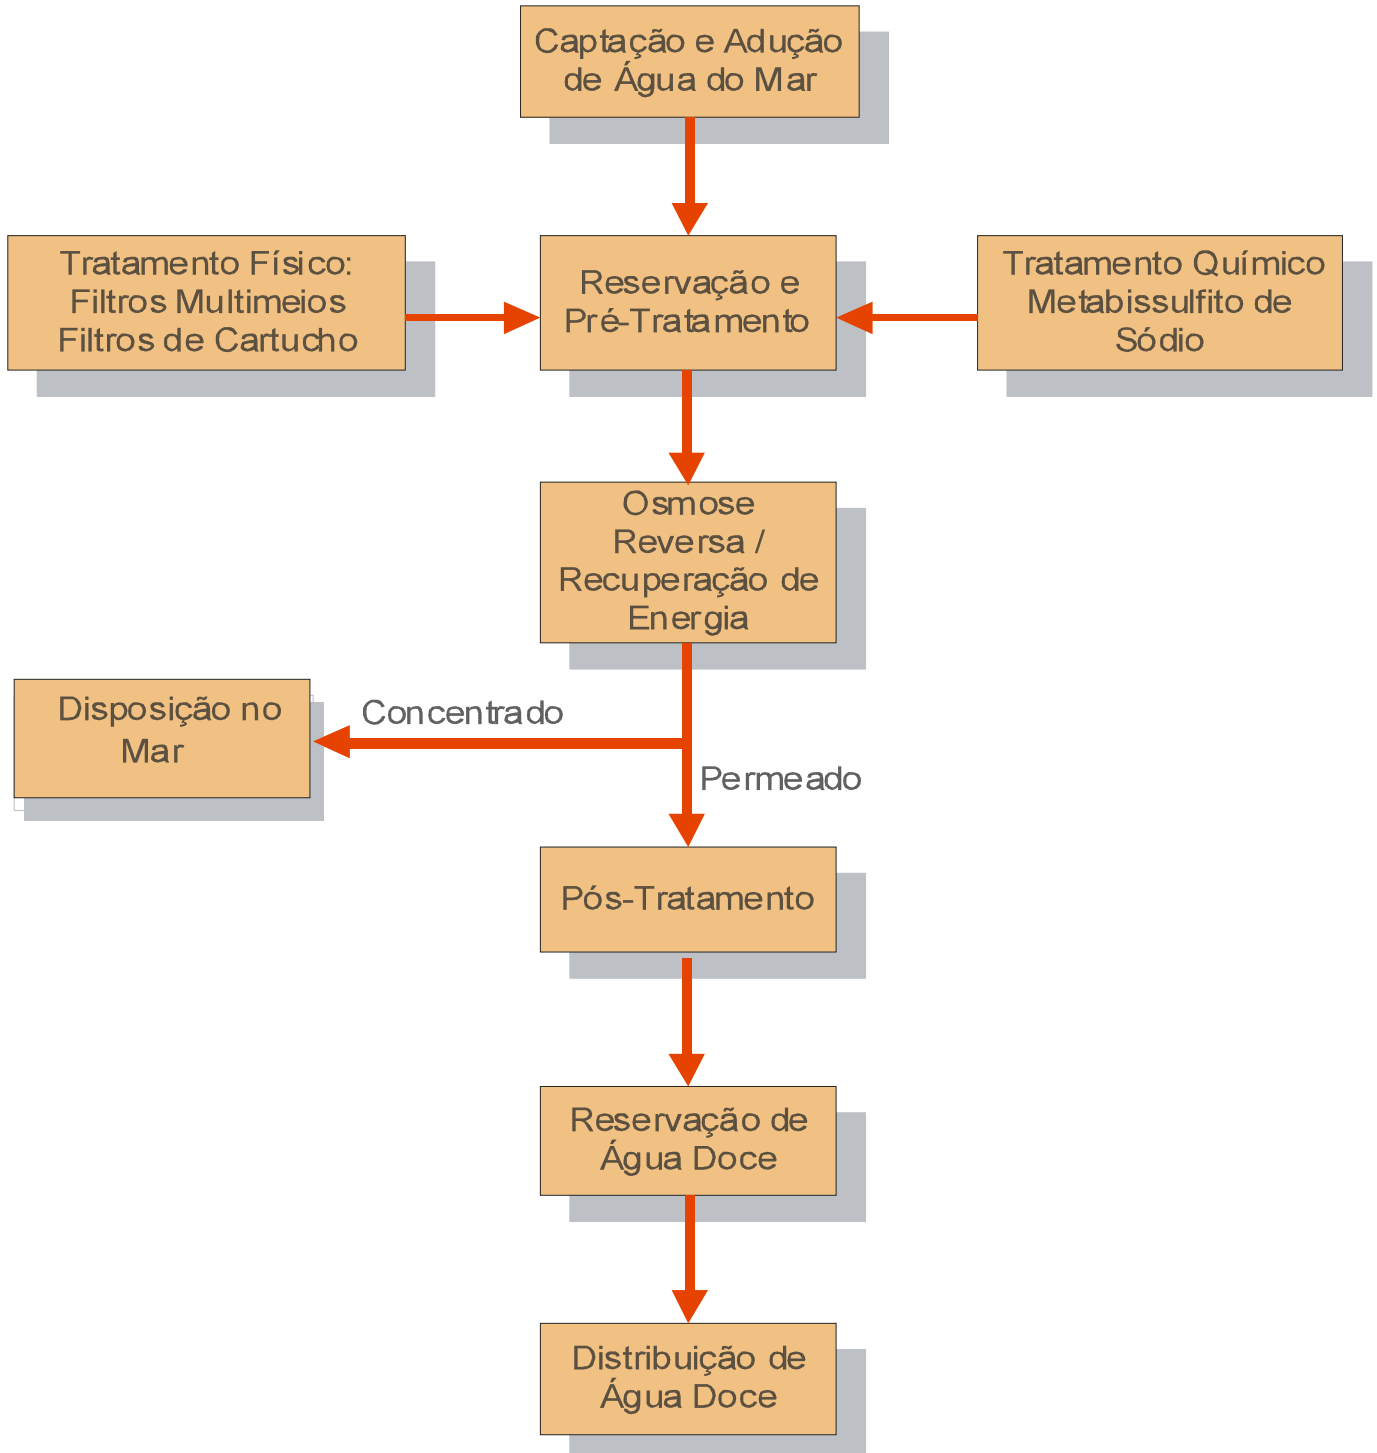 Captação e Adução
de Água do Mar
Tratamento Físico:
Filtros Multimeios
Filtros de Cartucho
Reservação e
Pré-Tratamento
Tratamento Químico
Metabissulfito de
Sódio
Osmose
Reversa /
Recuperação de
Energia
Disposição no
Mar
Concentrado
Permeado
Pós-Tratamento
Reservação de
Água Doce
Distribuição de
Água Doce